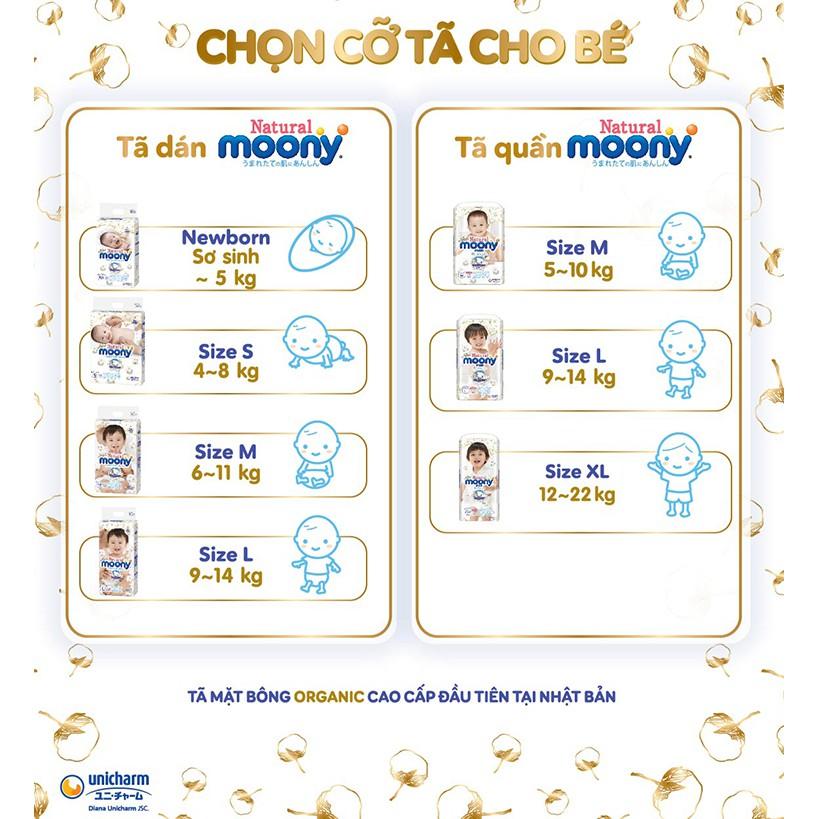 CHỌN CỠ TÃ CHO BÉ
Tã dán Natural moony
うまれたての肌にあんしん
Newborn
Sơ sinh
~ 5 kg
Size S
4~8 kg
Size M
6~11 kg
Size L
9~14 kg
Tã quần Natural moony
うまれたての肌にあんしん
Size M
5~10 kg
Size L
9~14 kg
Size XL
12~22 kg
TÃ MẶT BÔNG ORGANIC CAO CẤP ĐẦU TIÊN TẠI NHẬT BẢN
unicharm
ユニ・チャーム
Diana Unicharm JSC.